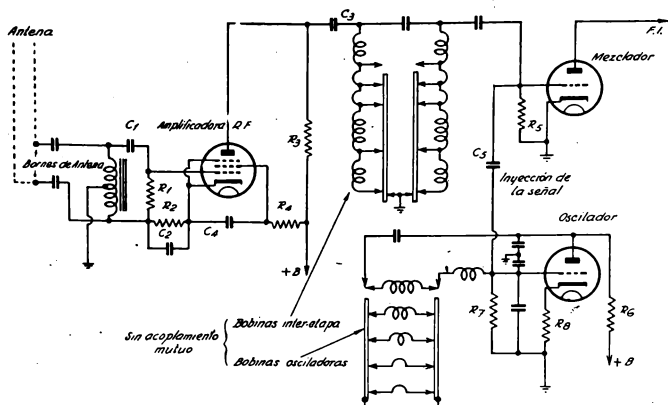 Antena
C1
Amplificadora R.F.
C3
Mezclador
F.I.
Bornes de Antena
R1
R2
C2
C4
R4
R3
+B
R5
C5
Inyección de
la señal
Oscilador
R7
R8
R6
+B
Sin acoplamiento
mutuo
Bobinas inter-etapa
Bobinas osciladoras